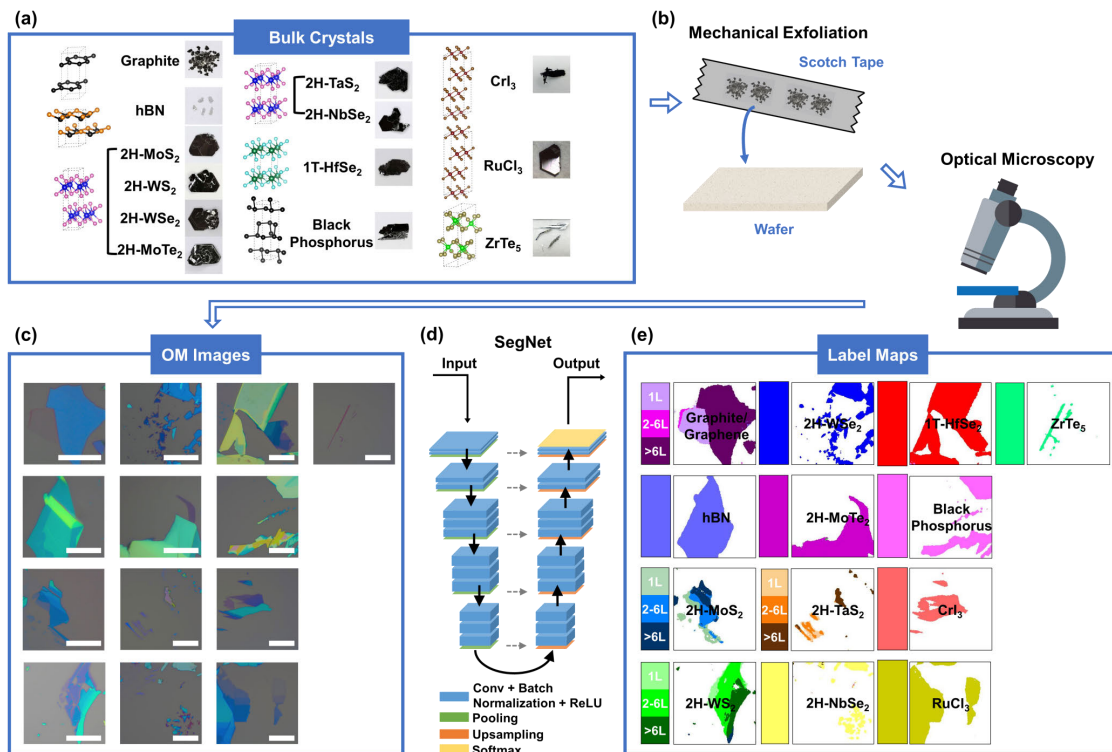 (a)
Bulk Crystals
Graphite
hBN
2H-MoS₂
2H-WS₂
2H-WSe₂
2H-MoTe₂
2H-TaS₂
2H-NbSe₂
1T-HfSe₂
Black
Phosphorus
CrI₃
RuCl₃
ZrTe₅
(b)
Mechanical Exfoliation
Scotch Tape
Wafer
Optical Microscopy
(c)
OM Images
(d)
SegNet
Input
Output
Conv + Batch
Normalization + ReLU
Pooling
Upsampling
Softmax
(e)
Label Maps
1L
2-6L
>6L
Graphite/
Graphene
2H-WSe₂
1T-HfSe₂
ZrTe₅
hBN
2H-MoTe₂
Black
Phosphorus
1L
2-6L
>6L
2H-MoS₂
1L
2-6L
>6L
2H-TaS₂
CrI₃
1L
2-6L
>6L
2H-WS₂
2H-NbSe₂
RuCl₃